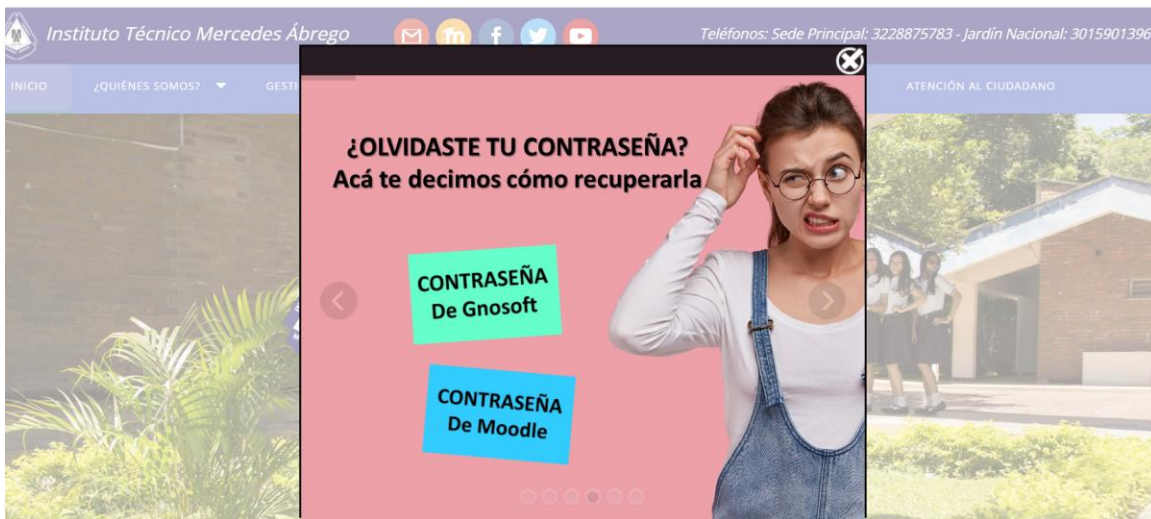 Instituto Técnico Mercedes Ábrego
Teléfonos: Sede Principal: 3228875783 - Jardín Nacional: 3015901396
INICIO
¿QUIÉNES SOMOS?
GESTI
ATENCIÓN AL CIUDADANO
¿OLVIDASTE TU CONTRASEÑA?
Acá te decimos cómo recuperarla
CONTRASEÑA
De Gnosoft
CONTRASEÑA
De Moodle